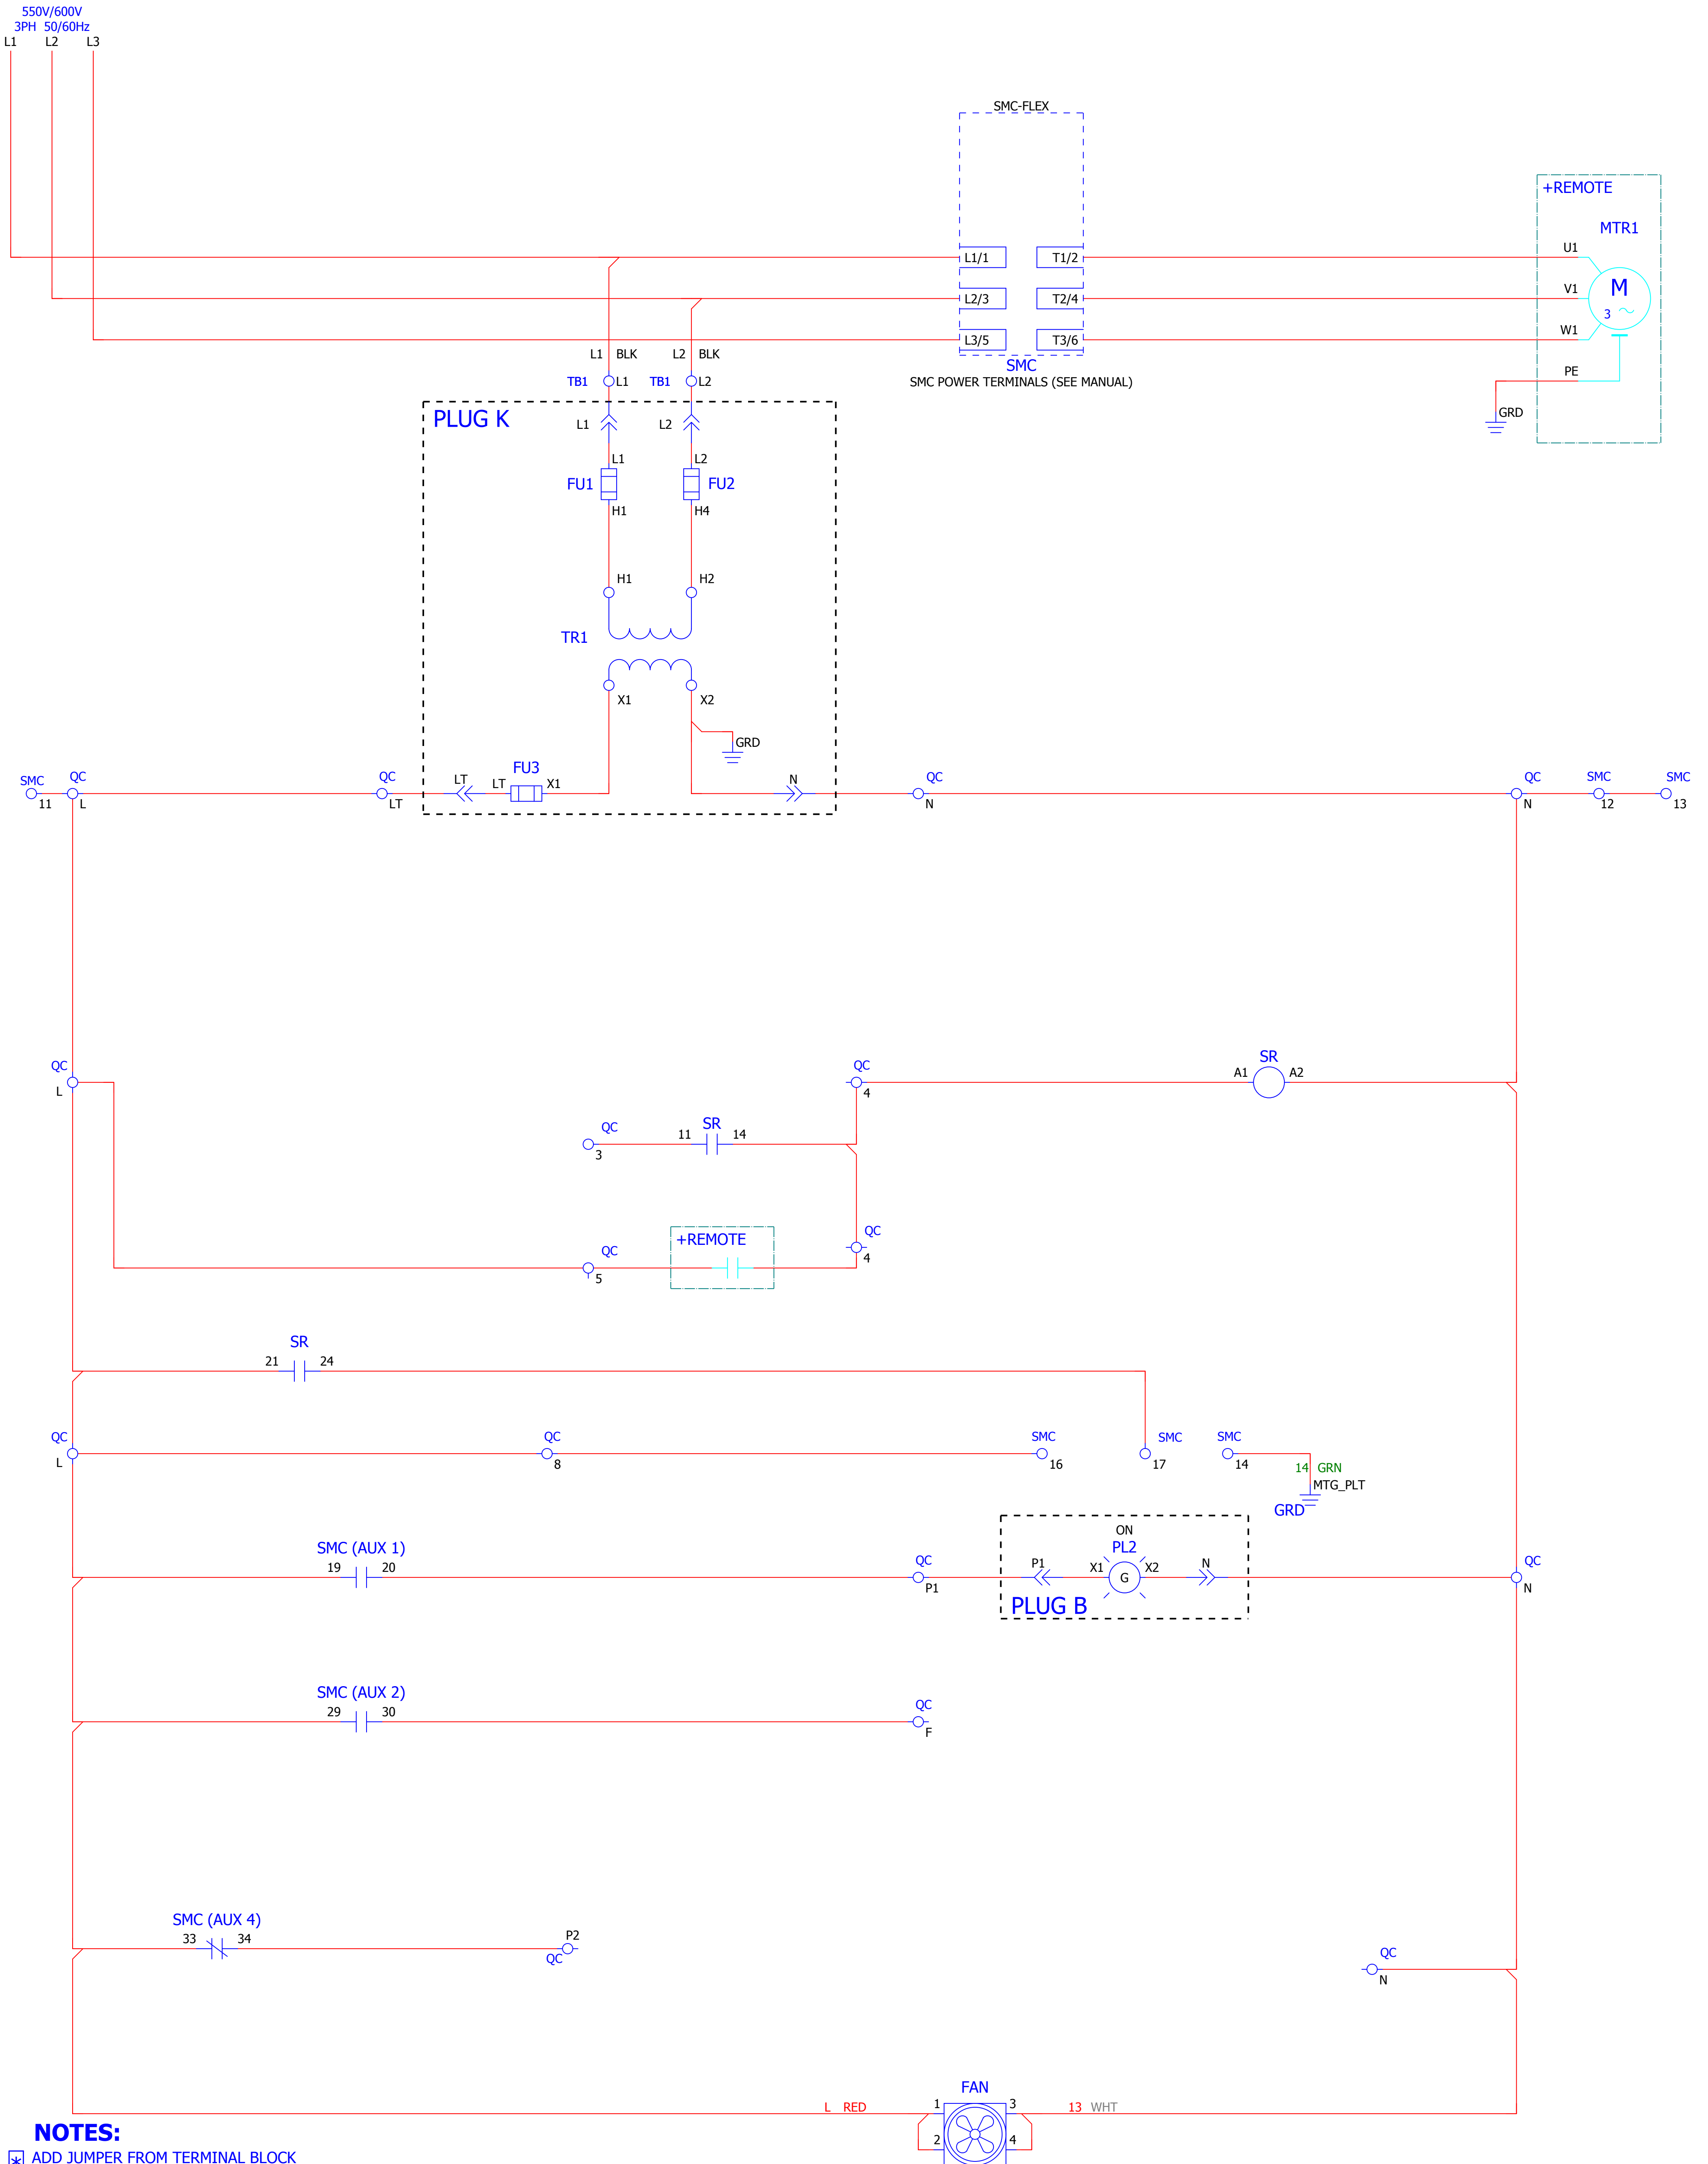 550V/600V
3PH 50/60Hz
L1 L2 L3
SMC-FLEX
+REMOTE
MTR1
U1
L1/1 T1/2
V1
M
3
L2/3 T2/4
W1
L3/5 T3/6
L1 BLK L2 BLK
SMC
PE
TB1 L1 TB1 L2
SMC POWER TERMINALS (SEE MANUAL)
GRD
PLUG K
L1 L2
L1 L2
FU1 FU2
H1 H4
H1 H2
TR1
X1 X2
GRD
FU3
SMC QC QC LT LT X1 N QC QC SMC SMC
11 L LT N N 12 13
SR
QC QC A1 A2
L 4
SR
QC 11 14
3
QC
+REMOTE
QC 4
5
SR
21 24
QC QC SMC SMC SMC
L 8 16 17 14
14 GRN
MTG_PLT
GRD
ON
SMC (AUX 1) PL2
19 20 QC P1 X1 G X2 N QC
P1 N
PLUG B
SMC (AUX 2)
29 30 QC
F
SMC (AUX 4)
33 34 P2
QC
QC
N
FAN
L RED 1 3 13 WHT
2 4
NOTES:
* ADD JUMPER FROM TERMINAL BLOCK